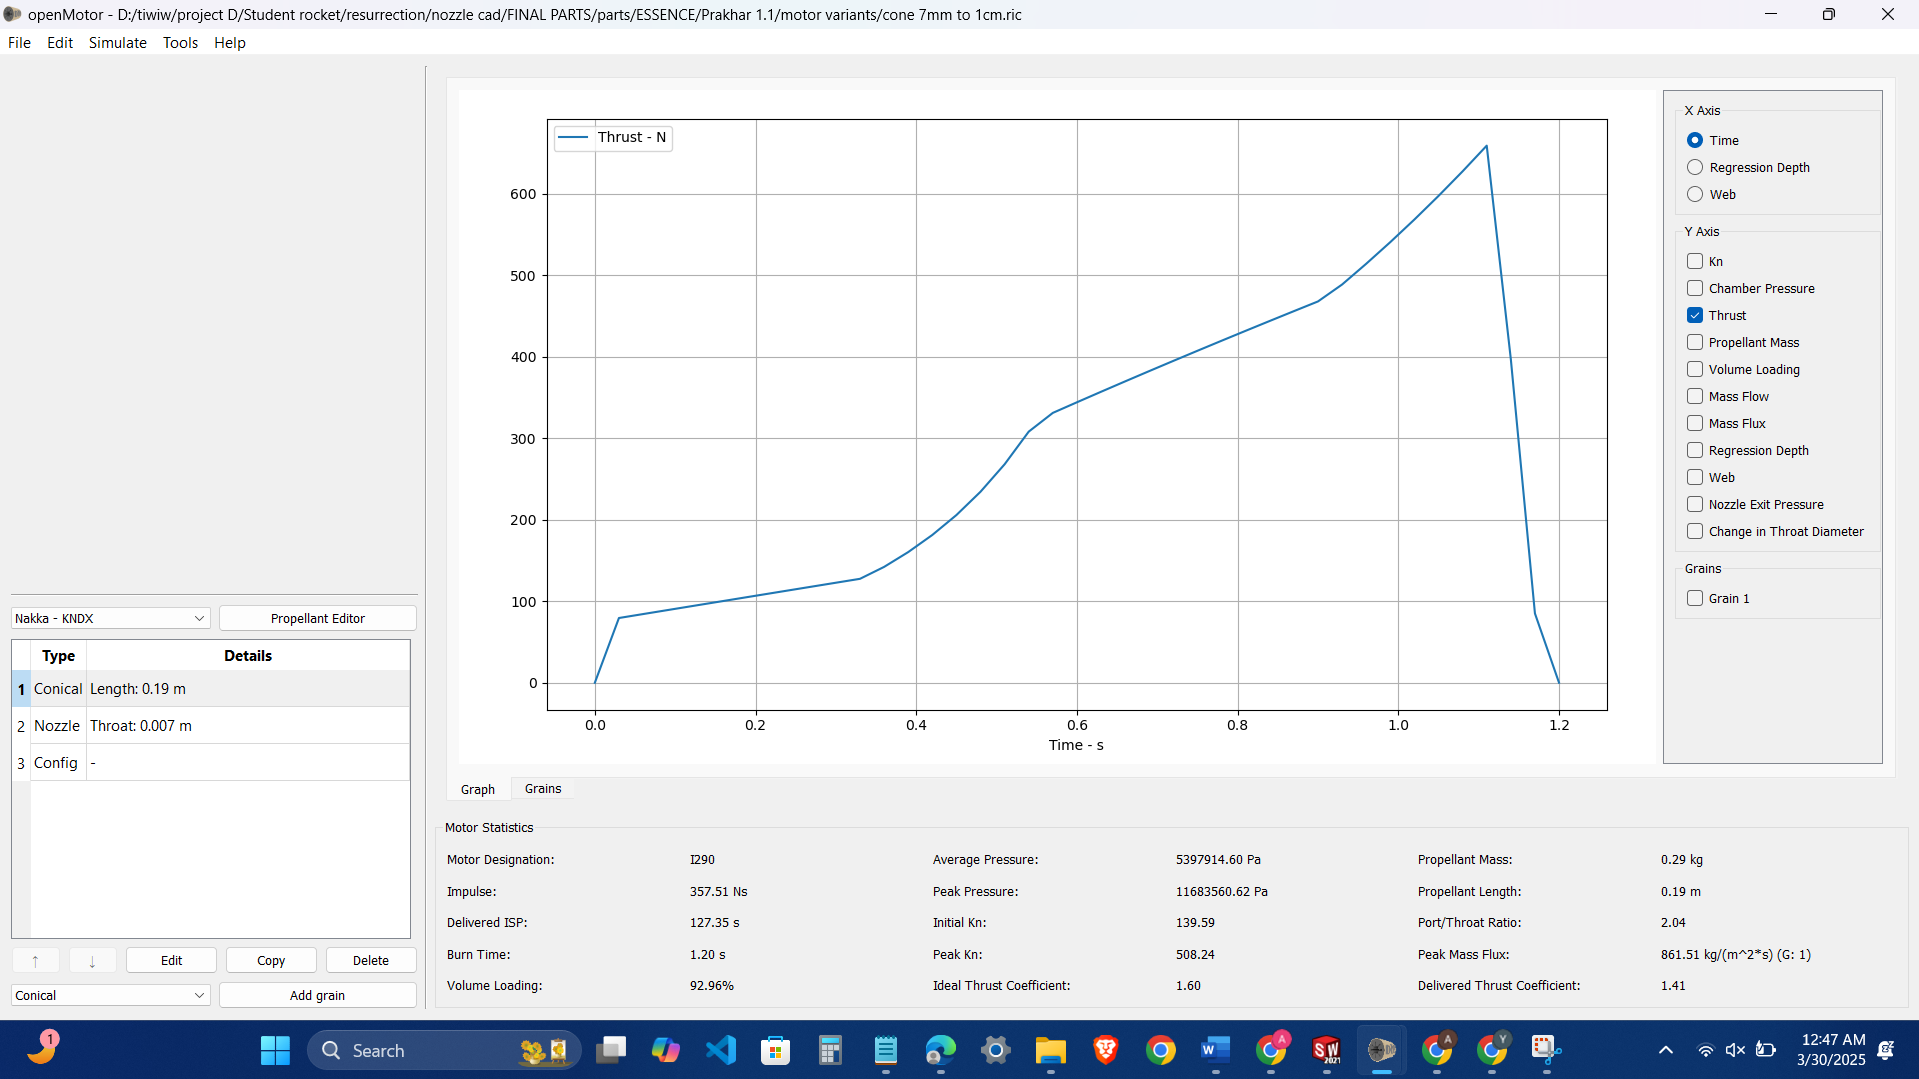 openMotor - D:/tiwiw/project D/Student rocket/resurrection/nozzle cad/FINAL PARTS/parts/ESSENCE/Prakhar 1.1/motor variants/cone 7mm to 1cm.ric
File Edit Simulate Tools Help
Thrust - N
600
500
400
300
200
100
0
0.0 0.2 0.4 0.6 0.8 1.0 1.2
Time - s
X Axis
Time
Regression Depth
Web
Y Axis
Kn
Chamber Pressure
Thrust
Propellant Mass
Volume Loading
Mass Flow
Mass Flux
Regression Depth
Web
Nozzle Exit Pressure
Change in Throat Diameter
Grains
Grain 1
Nakka - KNDX Propellant Editor
Type Details
1 Conical Length: 0.19 m
2 Nozzle Throat: 0.007 m
3 Config -
↑ ↓ Edit Copy Delete
Conical Add grain
Graph Grains
Motor Statistics
Motor Designation: I290 Average Pressure: 5397914.60 Pa Propellant Mass: 0.29 kg
Impulse: 357.51 Ns Peak Pressure: 11683560.62 Pa Propellant Length: 0.19 m
Delivered ISP: 127.35 s Initial Kn: 139.59 Port/Throat Ratio: 2.04
Burn Time: 1.20 s Peak Kn: 508.24 Peak Mass Flux: 861.51 kg/(m^2*s) (G: 1)
Volume Loading: 92.96% Ideal Thrust Coefficient: 1.60 Delivered Thrust Coefficient: 1.41
1
Search
W
A
SW
2021
A
Y
12:47 AM
3/30/2025